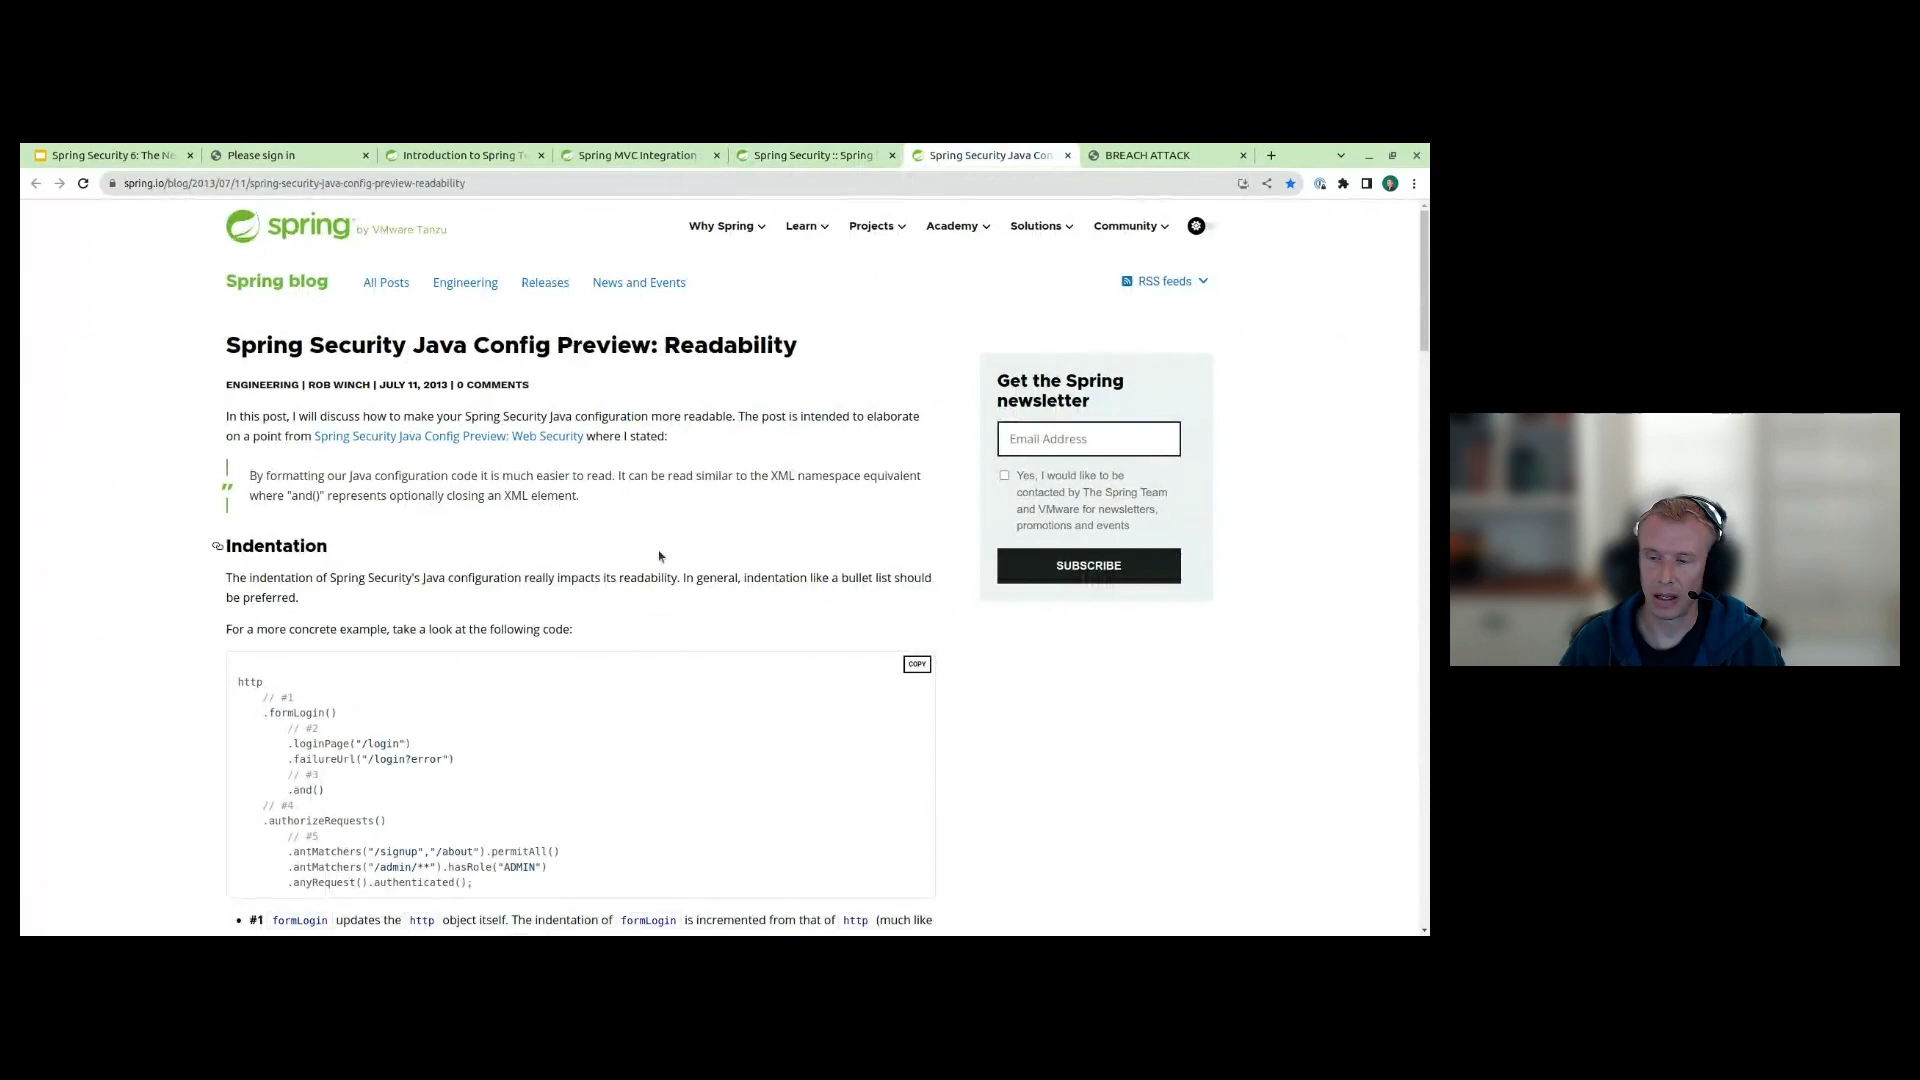 Spring Security 6: The Ne
Please sign in
Introduction to Spring T
Spring MVC Integration
Spring Security :: Spring
Spring Security Java Con
BREACH ATTACK
spring.io/blog/2013/07/11/spring-security-java-config-preview-readability
spring by VMware Tanzu
Why Spring
Learn
Projects
Academy
Solutions
Community
Spring blog
All Posts
Engineering
Releases
News and Events
RSS feeds
Spring Security Java Config Preview: Readability
ENGINEERING | ROB WINCH | JULY 11, 2013 | 0 COMMENTS
In this post, I will discuss how to make your Spring Security Java configuration more readable. The post is intended to elaborate
on a point from Spring Security Java Config Preview: Web Security where I stated:
By formatting our Java configuration code it is much easier to read. It can be read similar to the XML namespace equivalent
where "and()" represents optionally closing an XML element.
Indentation
The indentation of Spring Security's Java configuration really impacts its readability. In general, indentation like a bullet list should
be preferred.
For a more concrete example, take a look at the following code:
COPY
http
// #1
.formLogin()
// #2
.loginPage("/login")
.failureUrl("/login?error")
// #3
.and()
// #4
.authorizeRequests()
// #5
.antMatchers("/signup","/about").permitAll()
.antMatchers("/admin/**").hasRole("ADMIN")
.anyRequest().authenticated();
• #1 formLogin updates the http object itself. The indentation of formLogin is incremented from that of http (much like
Get the Spring
newsletter
Email Address
Yes, I would like to be
contacted by The Spring Team
and VMware for newsletters,
promotions and events
SUBSCRIBE